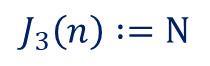 J₃(n) := N